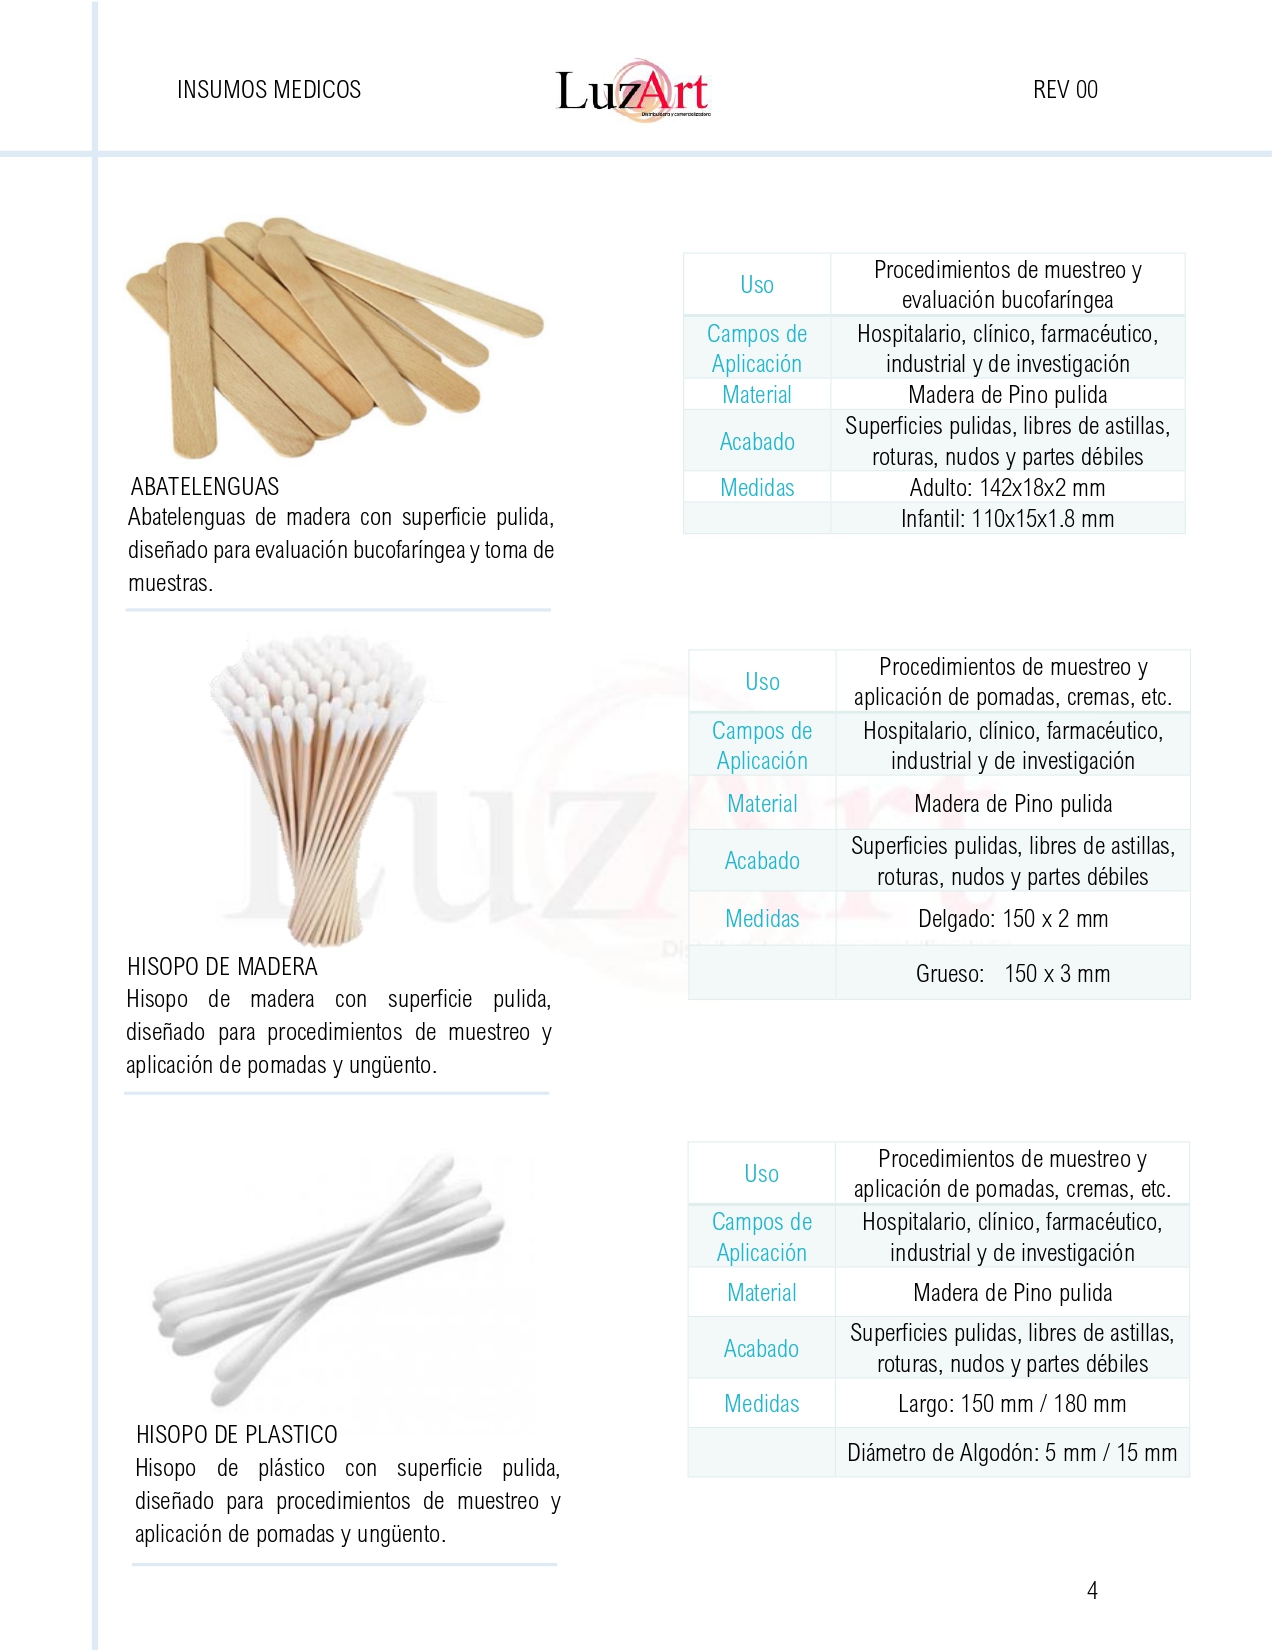 INSUMOS MEDICOS
LuzArt
Distribuidora y comercializadora
REV 00
ABATELENGUAS
Abatelenguas de madera con superficie pulida,
diseñado para evaluación bucofaríngea y toma de
muestras.
Uso
Procedimientos de muestreo y
evaluación bucofaríngea
Campos de
Aplicación
Hospitalario, clínico, farmacéutico,
industrial y de investigación
Material
Madera de Pino pulida
Acabado
Superficies pulidas, libres de astillas,
roturas, nudos y partes débiles
Medidas
Adulto: 142x18x2 mm
Infantil: 110x15x1.8 mm
LuzArt
HISOPO DE MADERA
Hisopo de madera con superficie pulida,
diseñado para procedimientos de muestreo y
aplicación de pomadas y ungüento.
Uso
Procedimientos de muestreo y
aplicación de pomadas, cremas, etc.
Campos de
Aplicación
Hospitalario, clínico, farmacéutico,
industrial y de investigación
Material
Madera de Pino pulida
Acabado
Superficies pulidas, libres de astillas,
roturas, nudos y partes débiles
Medidas
Delgado: 150 x 2 mm
Grueso: 150 x 3 mm
HISOPO DE PLASTICO
Hisopo de plástico con superficie pulida,
diseñado para procedimientos de muestreo y
aplicación de pomadas y ungüento.
Uso
Procedimientos de muestreo y
aplicación de pomadas, cremas, etc.
Campos de
Aplicación
Hospitalario, clínico, farmacéutico,
industrial y de investigación
Material
Madera de Pino pulida
Acabado
Superficies pulidas, libres de astillas,
roturas, nudos y partes débiles
Medidas
Largo: 150 mm / 180 mm
Diámetro de Algodón: 5 mm / 15 mm
4